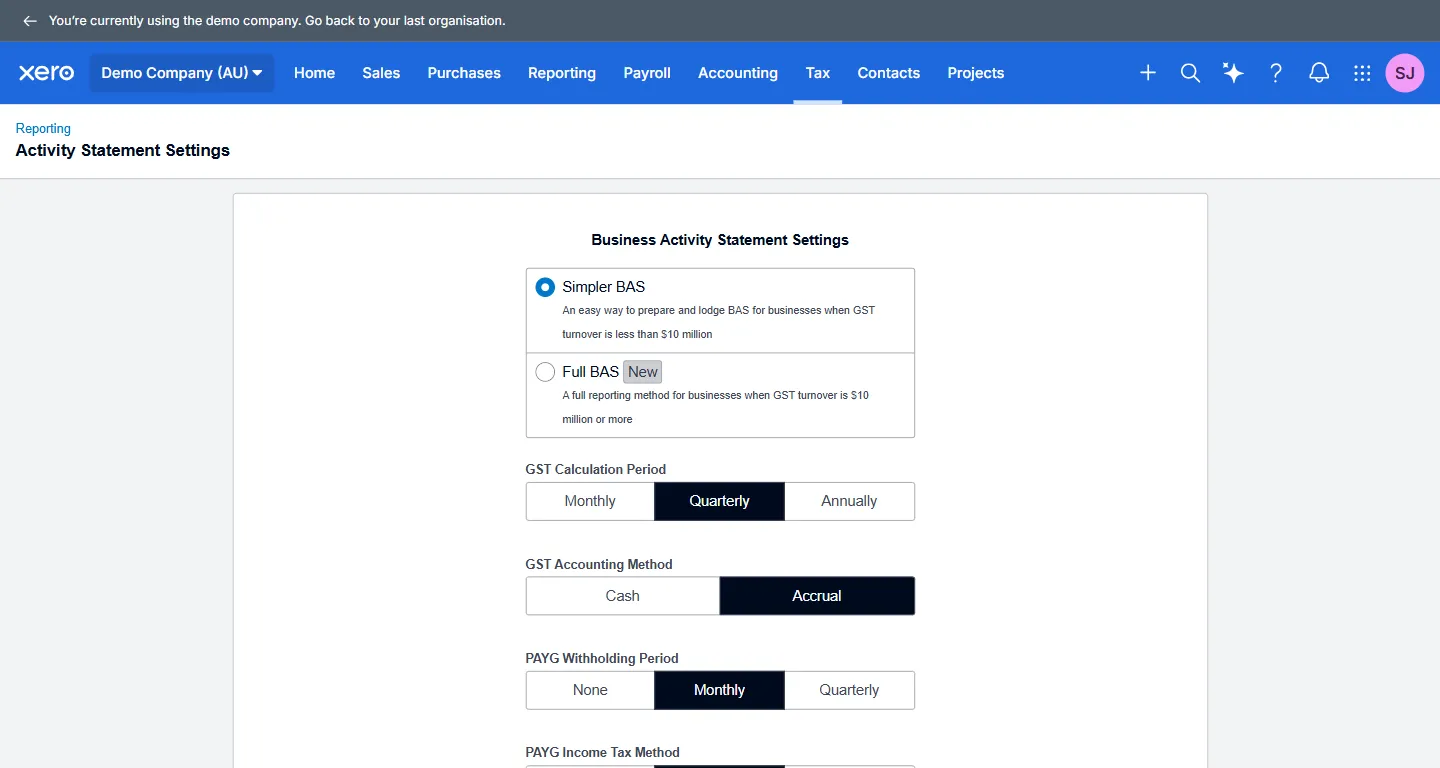 You're currently using the demo company. Go back to your last organisation.
xero Demo Company (AU) Home Sales Purchases Reporting Payroll Accounting Tax Contacts Projects ? SJ
Reporting
Activity Statement Settings
Business Activity Statement Settings
Simpler BAS
An easy way to prepare and lodge BAS for businesses when GST
turnover is less than $10 million
Full BAS New
A full reporting method for businesses when GST turnover is $10
million or more
GST Calculation Period
Monthly Quarterly Annually
GST Accounting Method
Cash Accrual
PAYG Withholding Period
None Monthly Quarterly
PAYG Income Tax Method